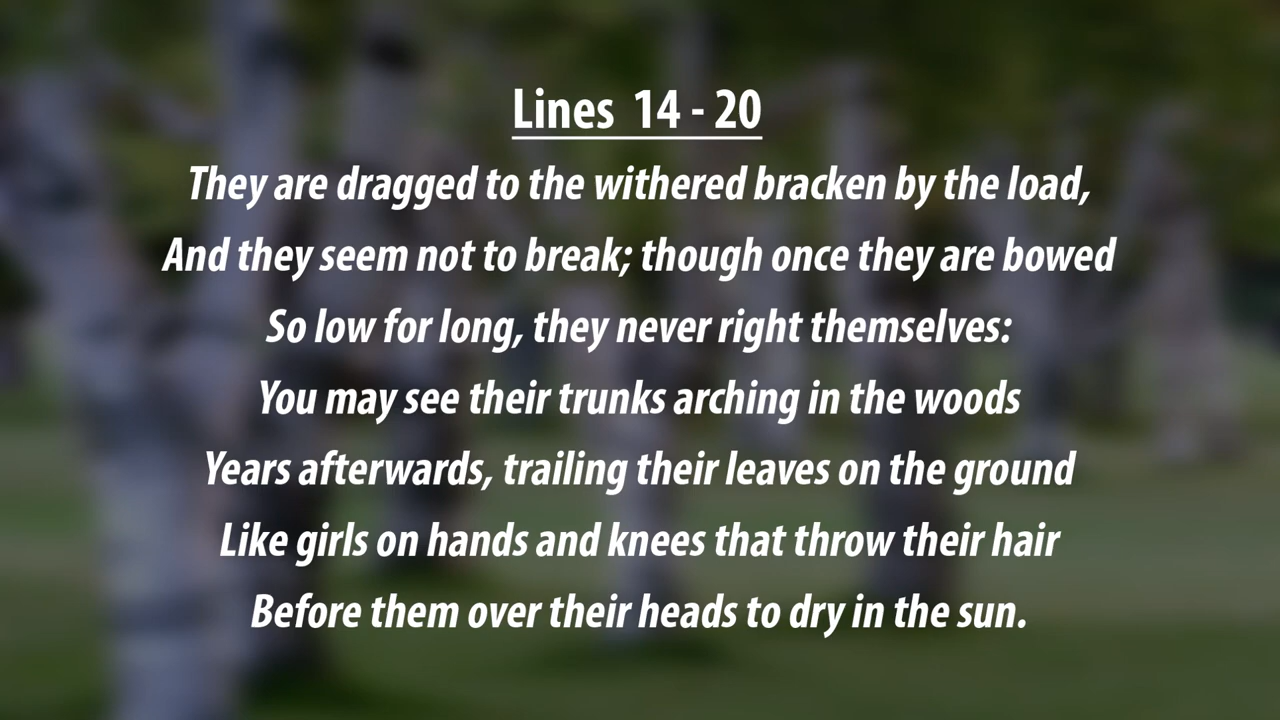 Lines 14 - 20
They are dragged to the withered bracken by the load,
And they seem not to break; though once they are bowed
So low for long, they never right themselves:
You may see their trunks arching in the woods
Years afterwards, trailing their leaves on the ground
Like girls on hands and knees that throw their hair
Before them over their heads to dry in the sun.